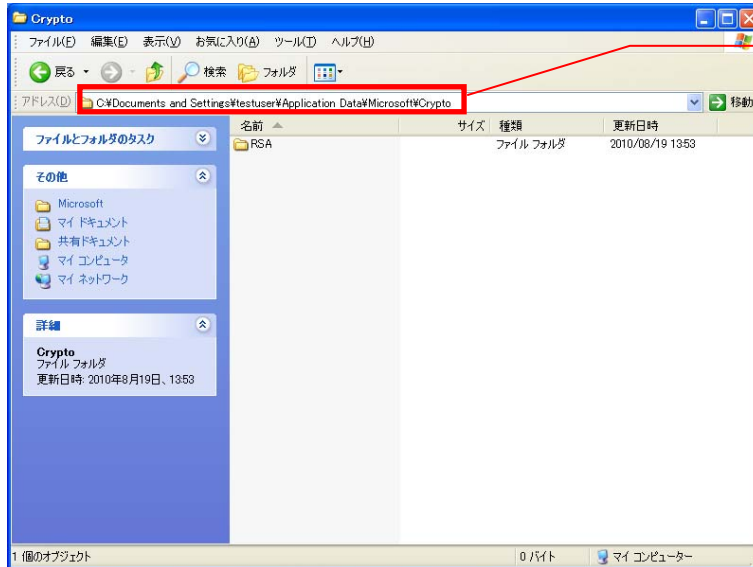 Crypto
ファイル(F) 編集(E) 表示(V) お気に入り(A) ツール(T) ヘルプ(H)
戻る 検索 フォルダ
アドレス(D) C:¥Documents and Settings¥testuser¥Application Data¥Microsoft¥Crypto 移動
名前 サイズ 種類 更新日時
RSA ファイル フォルダ 2010/08/19 13:53
ファイルとフォルダのタスク
その他
Microsoft
マイ ドキュメント
共有ドキュメント
マイ コンピュータ
マイ ネットワーク
詳細
Crypto
ファイル フォルダ
更新日時: 2010年8月19日、13:53
1 個のオブジェクト 0 バイト マイ コンピューター